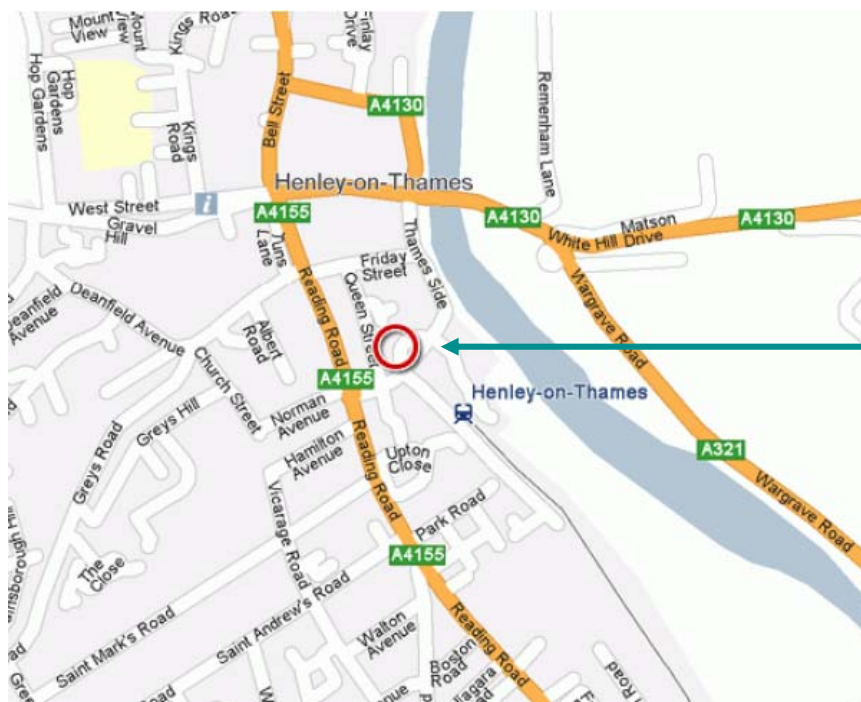 Mount
View
Mount
Kings Road
Finlay
Drive
Hop Gardens
Hop
Gardens
Kings
Road
Bell Street
A4130
Remenham Lane
Henley-on-Thames
West Street
Gravel
Hill
A4155
A4130
Matson
Drive
White Hill
A4130
Tuns
Lane
Friday
Street
Thames Side
Deanfield
Avenue
Deanfield Avenue
Reading Road
Queen Street
Wargrave Road
Albert
Road
Church Street
A4155
Henley-on-Thames
Greys Hill
Norman
Avenue
Hamilton
Avenue
Upton
Close
Reading Road
A321
Greys Road
Vicarage Road
Park Road
Wargrave Road
The
Close
A4155
Saint Andrew's Road
Saint Mark's Road
Walton
Avenue
Reading Road
Boston
Road
Road